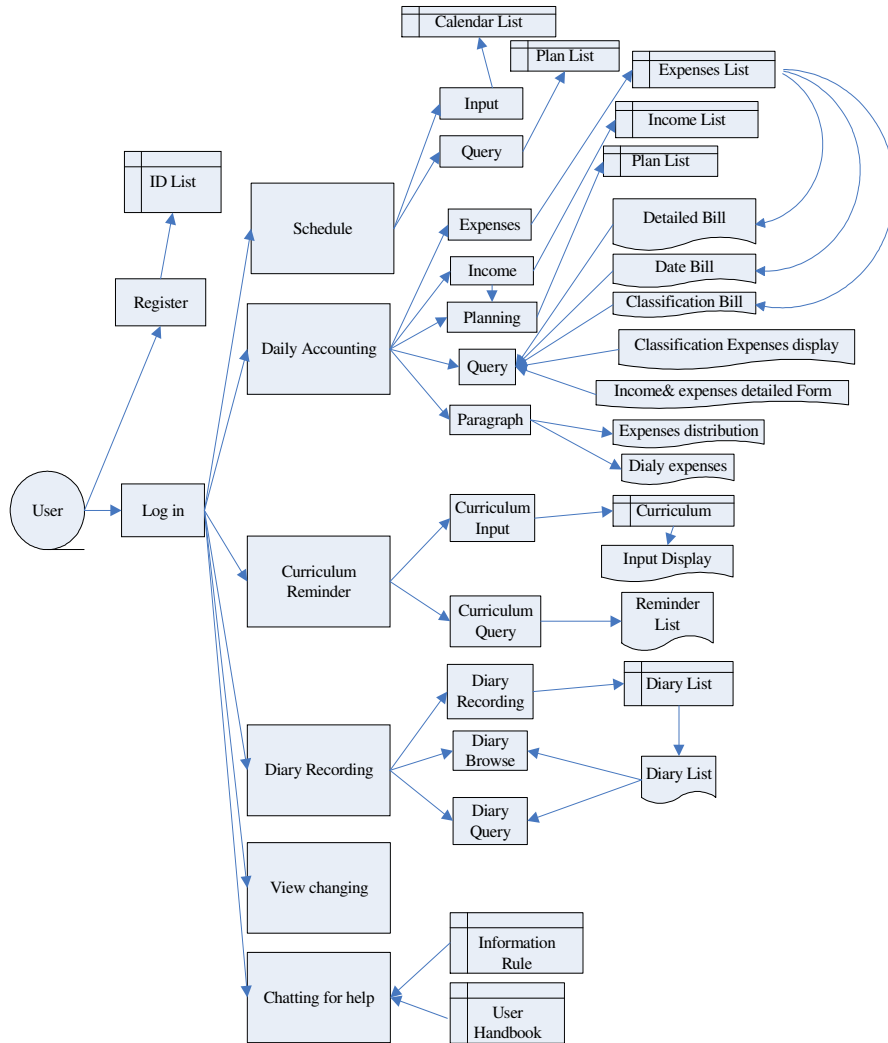 Calendar List
Plan List
Expenses List
Input
Income List
Query
Plan List
ID List
Schedule
Expenses
Detailed Bill
Income
Date Bill
Register
Planning
Classification Bill
Daily Accounting
Query
Classification Expenses display
Income& expenses detailed Form
Paragraph
Expenses distribution
Dialy expenses
User
Log in
Curriculum
Input
Curriculum
Input Display
Curriculum
Reminder
Curriculum
Query
Reminder
List
Diary
Recording
Diary List
Diary Recording
Diary
Browse
Diary List
Diary
Query
View changing
Information
Rule
Chatting for help
User
Handbook